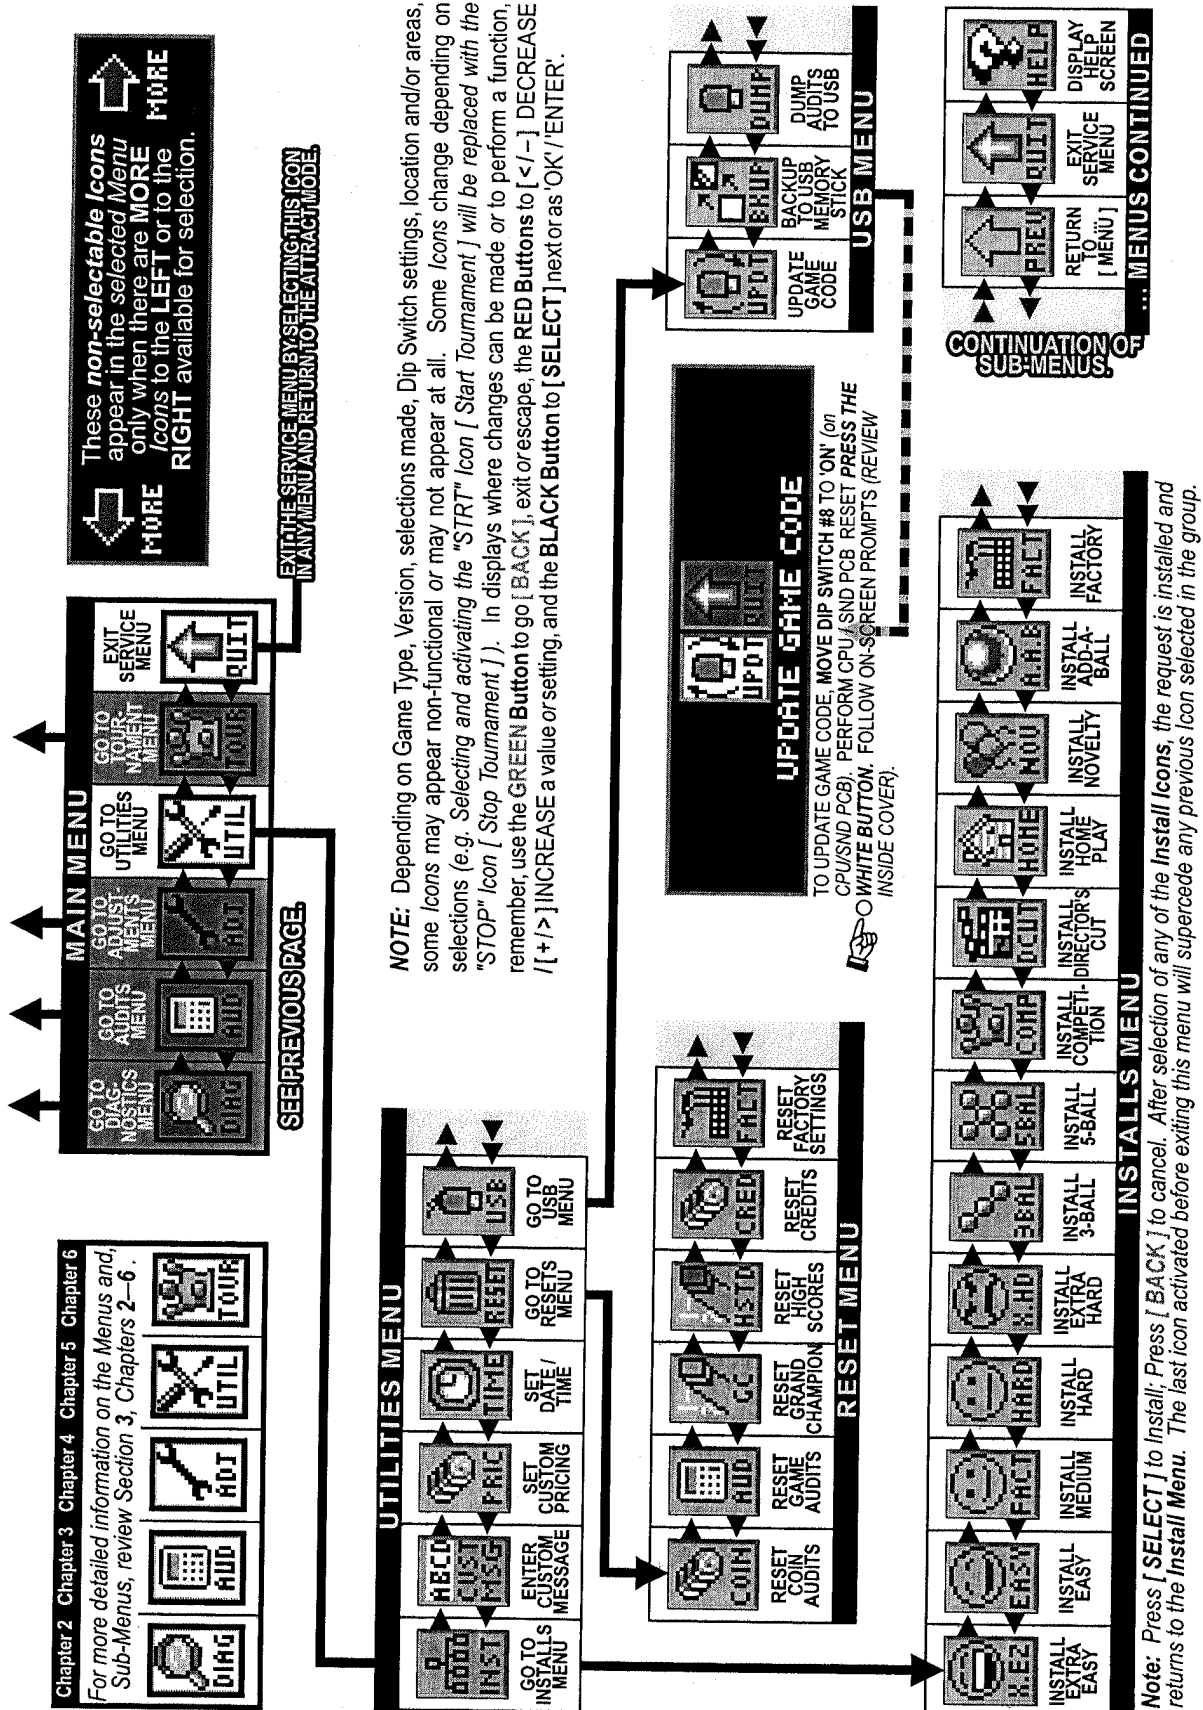 Chapter 2 Chapter 3 Chapter 4 Chapter 5 Chapter 6
For more detailed information on the Menus and,
Sub-Menus, review Section 3, Chapters 2—6 .
DIAG
AUD
ADJ
UTIL
TOUR
MAIN MENU
GO TO
DIAG-
NOSTICS
MENU
DIAG
GO TO
AUDITS
MENU
AUD
GO TO
ADJUST-
MENTS
MENU
ADJ
GO TO
UTILITIES
MENU
UTIL
GO TO
TOUR-
NAMENT
MENU
TOUR
EXIT
SERVICE
MENU
QUIT
SEE PREVIOUS PAGE.
MORE
These non-selectable Icons
appear in the selected Menu
only when there are MORE
Icons to the LEFT or to the
RIGHT available for selection.
MORE
EXIT THE SERVICE MENU BY SELECTING THIS ICON
IN ANY MENU AND RETURN TO THE ATTRACT MODE.
UTILITIES MENU
INST
GO TO
INSTALLS
MENU
ABCD
CUST
MSG
ENTER
CUSTOM
MESSAGE
PRIC
SET
CUSTOM
PRICING
TIME
SET
DATE /
TIME
RESET
GO TO
RESETS
MENU
USB
GO TO
USB
MENU
NOTE: Depending on Game Type, Version, selections made, Dip Switch settings, location and/or areas,
some Icons may appear non-functional or may not appear at all. Some Icons change depending on
selections (e.g. Selecting and activating the "STRT" Icon [ Start Tournament ] will be replaced with the
"STOP" Icon [ Stop Tournament ] ). In displays where changes can be made or to perform a function,
remember, use the GREEN Button to go [ BACK ], exit or escape, the RED Buttons to [ < / – ] DECREASE
/ [ + / > ] INCREASE a value or setting, and the BLACK Button to [ SELECT ] next or as 'OK' / 'ENTER'.
COIN
RESET
COIN
AUDITS
AUD
RESET
GAME
AUDITS
GC
RESET
GRAND
CHAMPION
HSTD
RESET
HIGH
SCORES
CRED
RESET
CREDITS
FACT
RESET
FACTORY
SETTINGS
RESET MENU
UPDT
QUIT
UPDATE GAME CODE
TO UPDATE GAME CODE, MOVE DIP SWITCH #8 TO 'ON' (on
CPU/SND PCB). PERFORM CPU / SND PCB RESET PRESS THE
WHITE BUTTON. FOLLOW ON-SCREEN PROMPTS (REVIEW
INSIDE COVER).
UPDT
UPDATE
GAME
CODE
BKUP
BACKUP
TO USB
MEMORY
STICK
DUMP
DUMP
AUDITS
TO USB
USB MENU
X.EZ
INSTALL
EXTRA
EASY
EASY
INSTALL
EASY
FACT
INSTALL
MEDIUM
HARD
INSTALL
HARD
X.HD
INSTALL
EXTRA
HARD
3BAL
INSTALL
3-BALL
5BAL
INSTALL
5-BALL
COMP
INSTALL
COMPETI-
TION
DCUT
INSTALL
DIRECTOR'S
CUT
HOME
INSTALL
HOME
PLAY
NOV
INSTALL
NOVELTY
A.A.B
INSTALL
ADD-A-
BALL
FACT
INSTALL
FACTORY
INSTALLS MENU
CONTINUATION OF
SUB-MENUS.
PREV
RETURN
TO
[ MENU ]
QUIT
EXIT
SERVICE
MENU
HELP
DISPLAY
HELP
SCREEN
... MENUS CONTINUED
Note: Press [ SELECT ] to Install; Press [ BACK ] to cancel. After selection of any of the Install Icons, the request is installed and
returns to the Install Menu. The last icon activated before exiting this menu will supercede any previous Icon selected in the group.